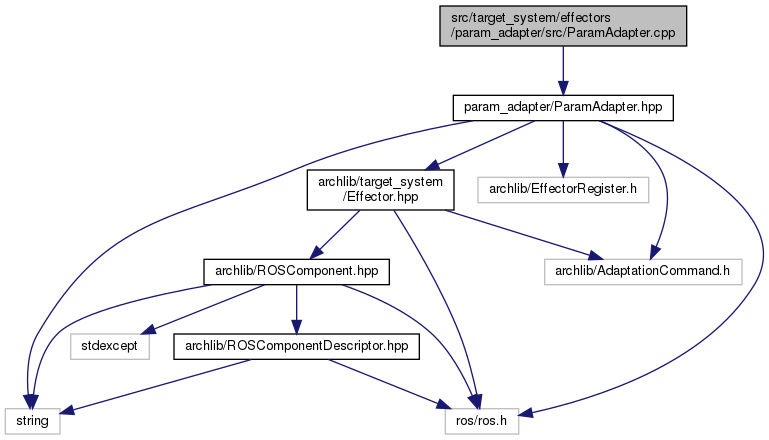 src/target_system/effectors
/param_adapter/src/ParamAdapter.cpp
param_adapter/ParamAdapter.hpp
archlib/target_system
/Effector.hpp
archlib/EffectorRegister.h
archlib/ROSComponent.hpp
archlib/AdaptationCommand.h
stdexcept
archlib/ROSComponentDescriptor.hpp
string
ros/ros.h